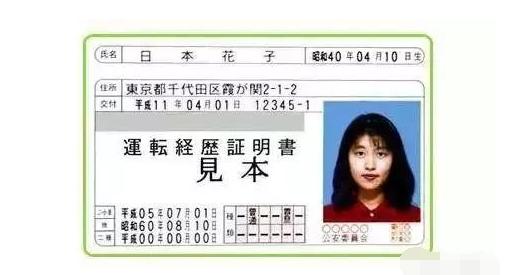 氏名 日本花子 昭和40年04月10日生
住所 東京都千代田区霞が関2-1-2
交付 平成11年04月01日 12345-1
運転経歴証明書
見本
二小原 平成05年07月01日
他 昭和60年08月10日
二種 平成00年00月00日
種類 普通
公安委員会